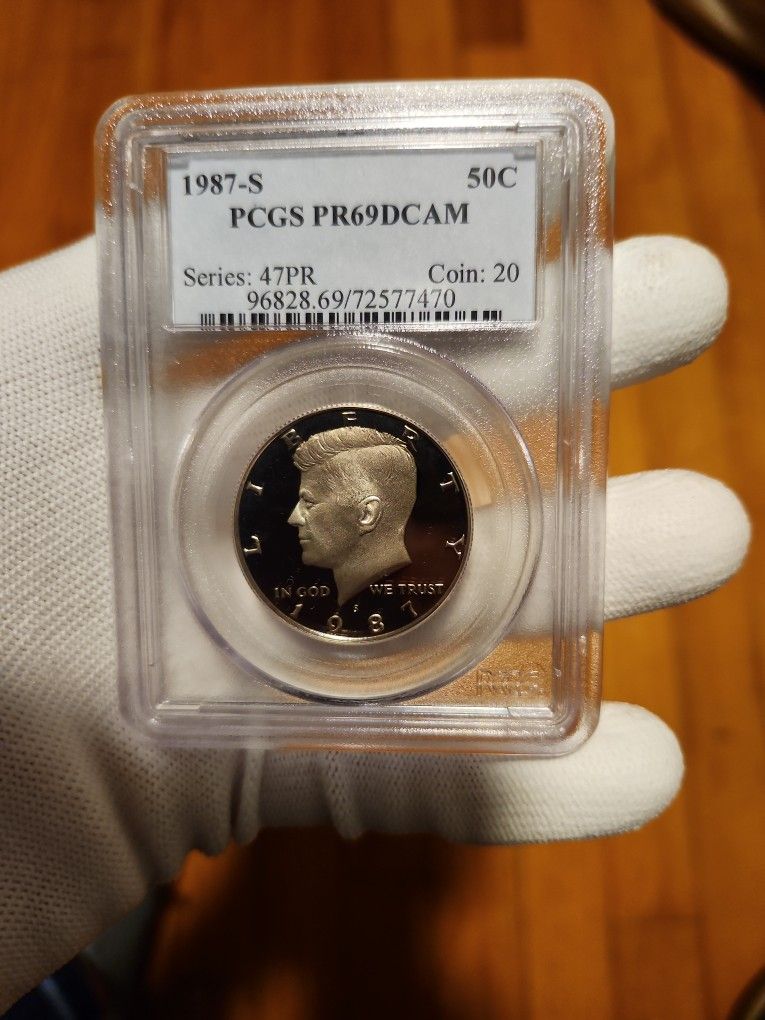 1987-S 50C
PCGS PR69DCAM
Series: 47PR Coin: 20
96828.69/72577470
LIBERTY
IN GOD WE TRUST
S
1987